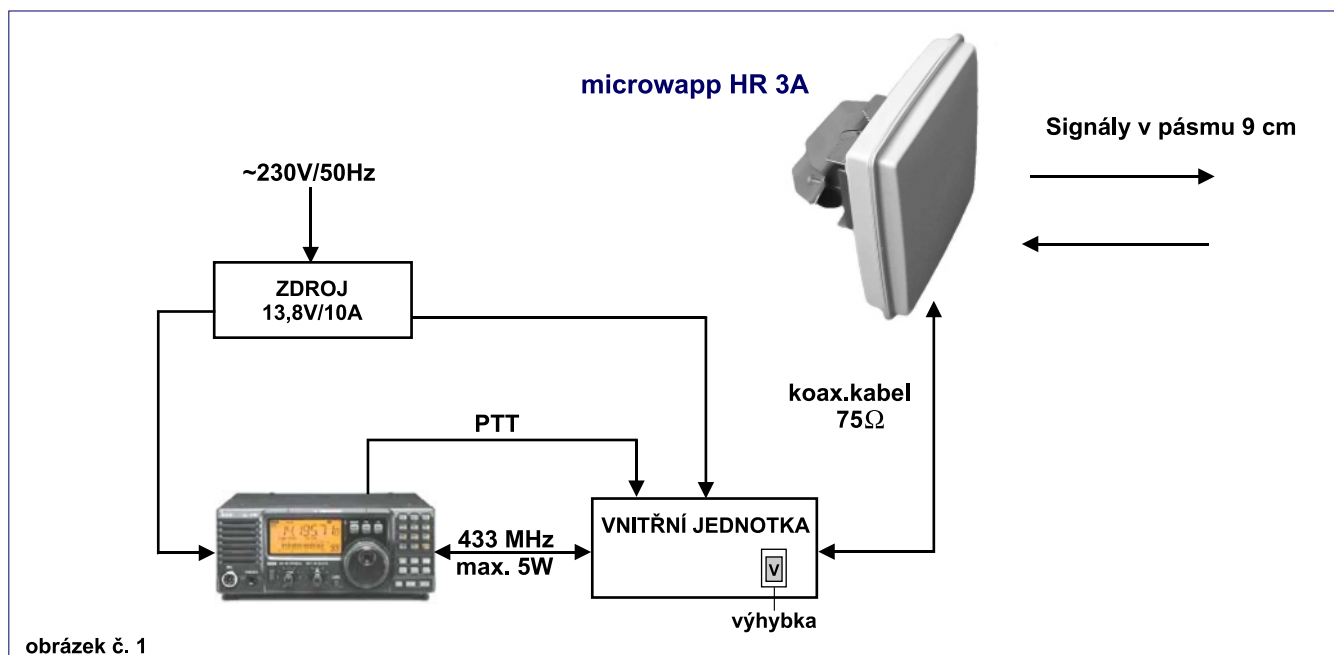 microwapp HR 3A
Signály v pásmu 9 cm
~230V/50Hz
ZDROJ
13,8V/10A
koax.kabel
75Ω
PTT
VNITŘNÍ JEDNOTKA
433 MHz
max. 5W
V
výhybka
obrázek č. 1